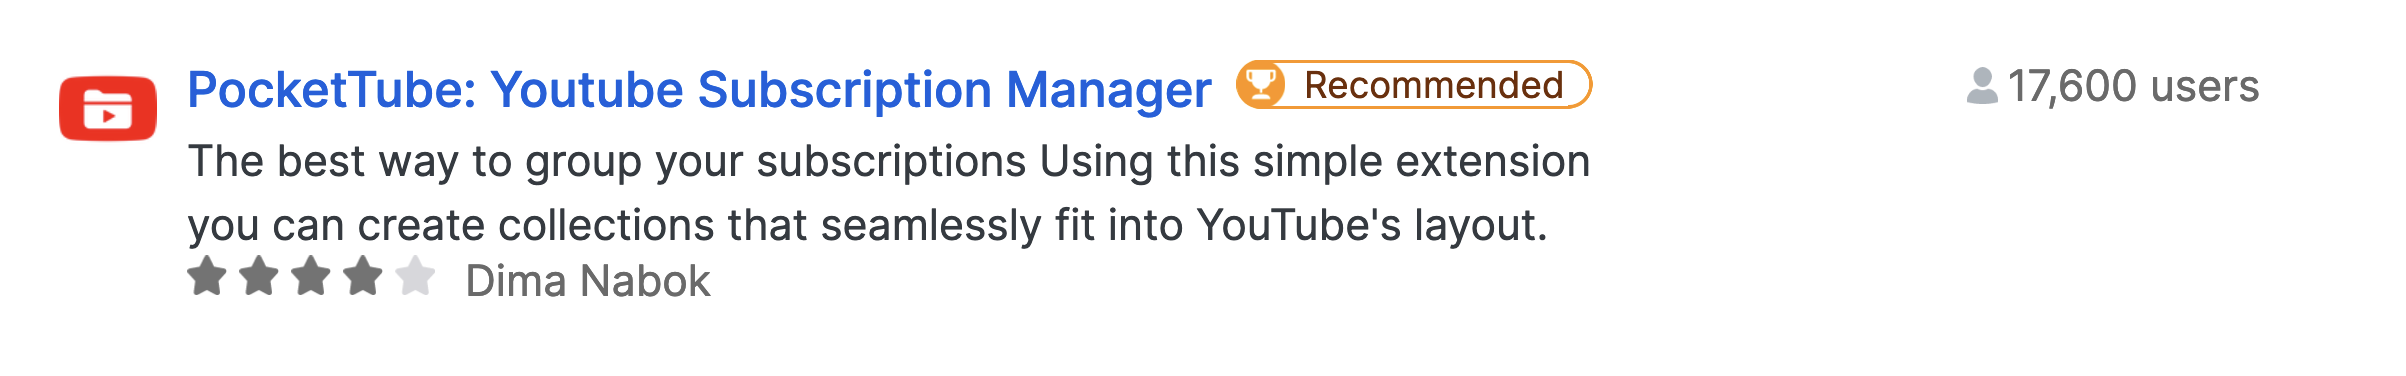 PocketTube: Youtube Subscription Manager Recommended 17,600 users
The best way to group your subscriptions Using this simple extension
you can create collections that seamlessly fit into YouTube's layout.
Dima Nabok